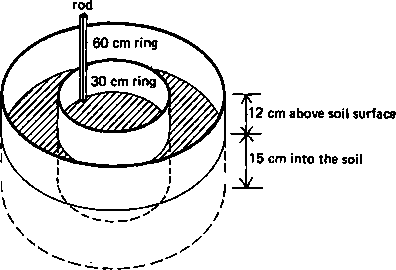 rod
60 cm ring
30 cm ring
12 cm above soil surface
15 cm into the soil